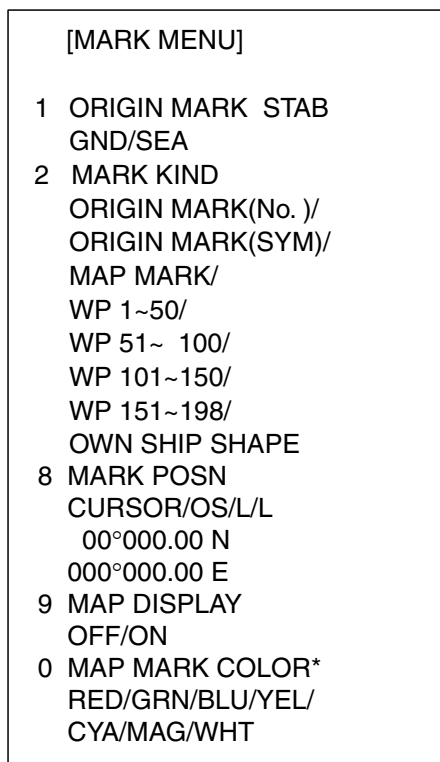 [MARK MENU]
1 ORIGIN MARK STAB
GND/SEA
2 MARK KIND
ORIGIN MARK(No. )/
ORIGIN MARK(SYM)/
MAP MARK/
WP 1~50/
WP 51~ 100/
WP 101~150/
WP 151~198/
OWN SHIP SHAPE
8 MARK POSN
CURSOR/OS/L/L
00°000.00 N
000°000.00 E
9 MAP DISPLAY
OFF/ON
0 MAP MARK COLOR*
RED/GRN/BLU/YEL/
CYA/MAG/WHT